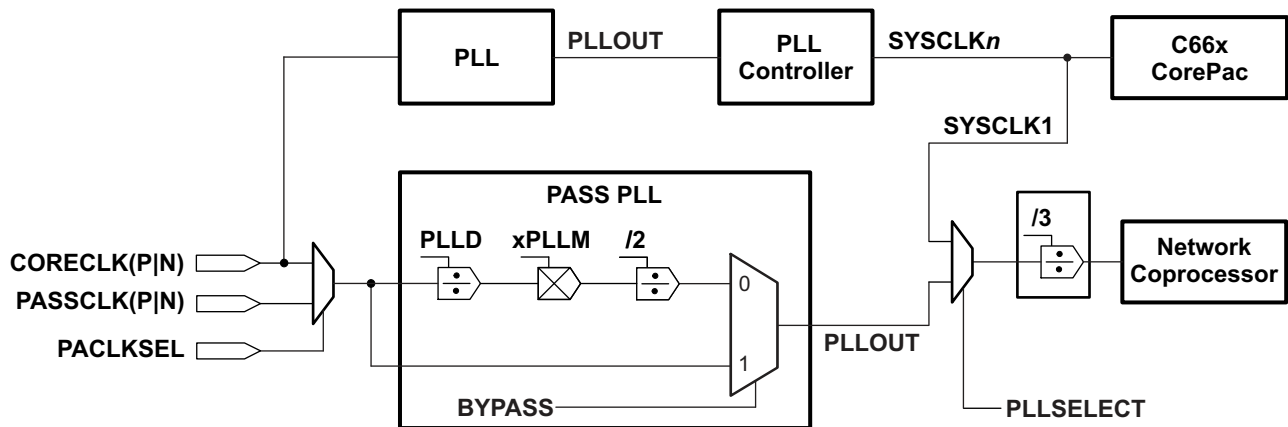 PLL
PLLOUT
PLL
Controller
SYSCLKn
C66x
CorePac
SYSCLK1
PASS PLL
PLLD
xPLLM
/2
/3
CORECLK(P|N)
PASSCLK(P|N)
PACLKSEL
0
1
BYPASS
PLLOUT
Network
Coprocessor
PLLSELECT